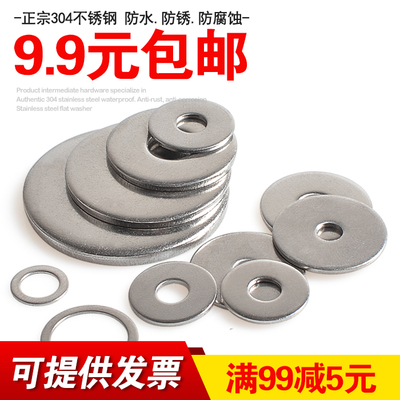 -正宗304不锈钢 防水.防锈.防腐蚀-
9.9元包邮
Product intermediate hardware specialize in
Authentic 304 stainless steel waterproof. Anti-rust, anti-
Stainless steel flat washer
可提供发票
满99减5元